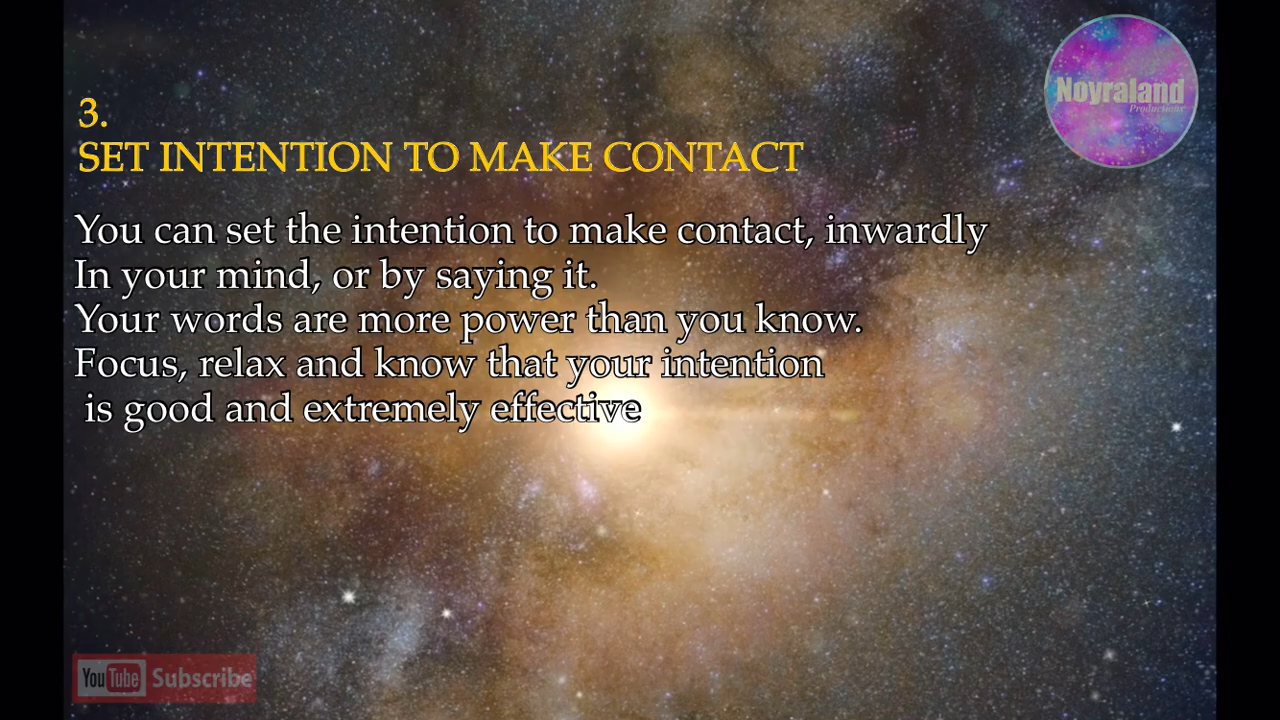 Noyraland
Productions
3.
SET INTENTION TO MAKE CONTACT
You can set the intention to make contact, inwardly
In your mind, or by saying it.
Your words are more power than you know.
Focus, relax and know that your intention
is good and extremely effective
YouTube Subscribe